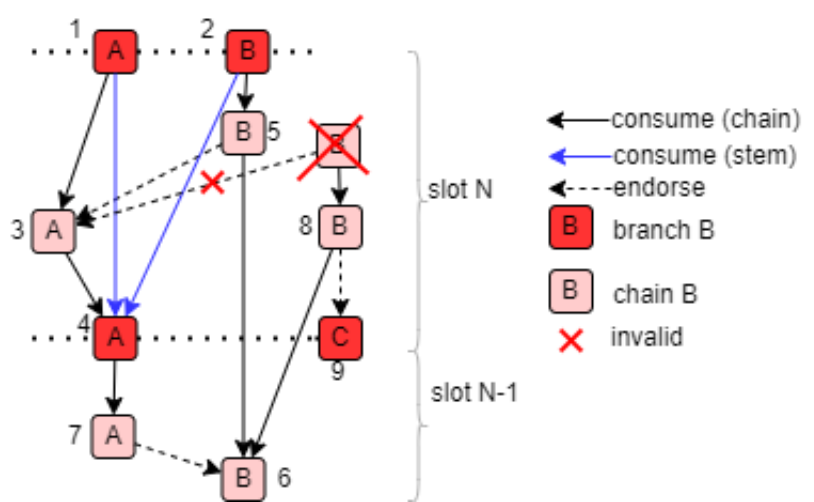 1 A 2 B
B 5 B
consume (chain)
consume (stem)
endorse
slot N
3 A 8 B
B branch B
B chain B
4 A C
invalid
9
slot N-1
7 A
B 6